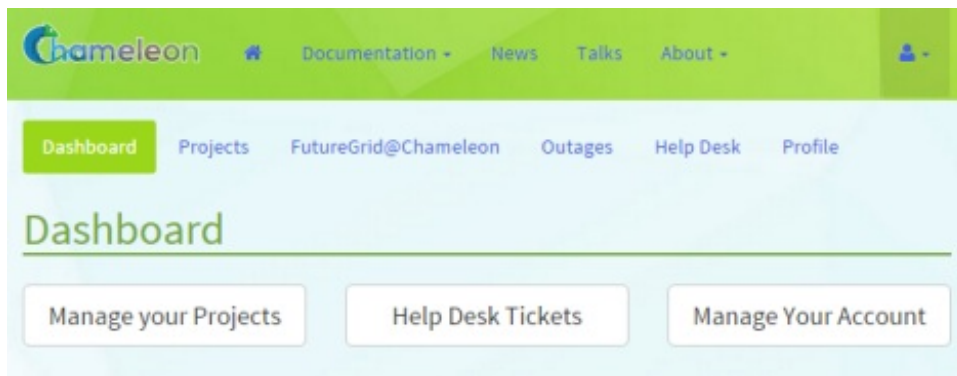 Chameleon Documentation News Talks About
Dashboard Projects FutureGrid@Chameleon Outages Help Desk Profile
Dashboard
Manage your Projects Help Desk Tickets Manage Your Account